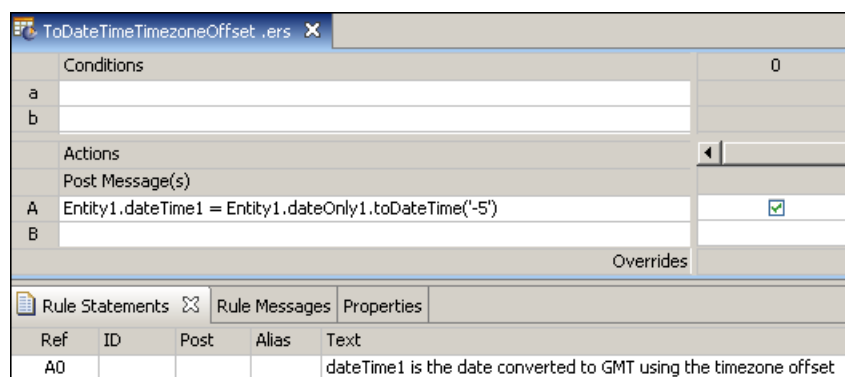 ToDateTimeTimezoneOffset .ers
Conditions 0
a
b
Actions
Post Message(s)
A Entity1.dateTime1 = Entity1.dateOnly1.toDateTime('-5')
B
Overrides
Rule Statements Rule Messages Properties
Ref ID Post Alias Text
A0 dateTime1 is the date converted to GMT using the timezone offset